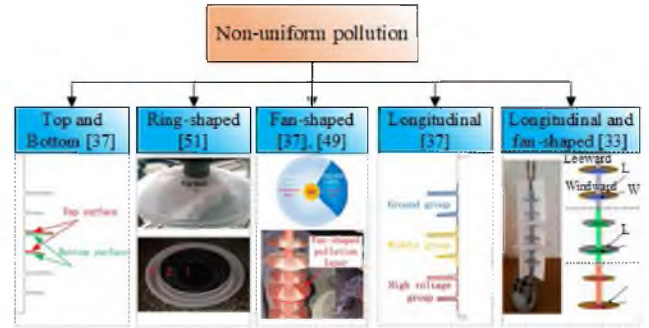 Non-uniform pollution
Top and
Bottom [37]
Ring-shaped
[51]
Fan-shaped
[37], [49]
Longitudinal
[37]
Longitudinal and
fan-shaped [33]
Top surface
Bottom surface
Fan-shaped
pollution
layer
Ground group
Middle group
High voltage
group
Leeward
L
Windward
W
L